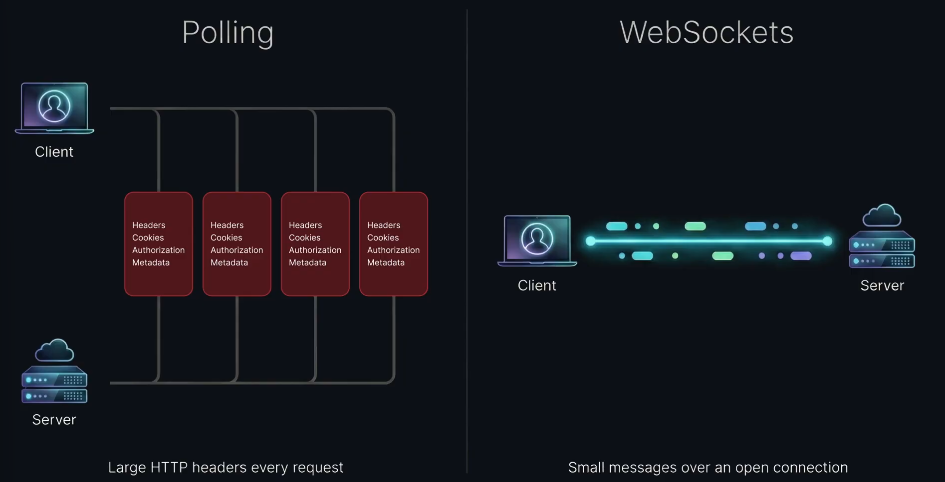 Polling
Client
Headers
Cookies
Authorization
Metadata
Headers
Cookies
Authorization
Metadata
Headers
Cookies
Authorization
Metadata
Headers
Cookies
Authorization
Metadata
Server
Large HTTP headers every request
WebSockets
Client
Server
Small messages over an open connection